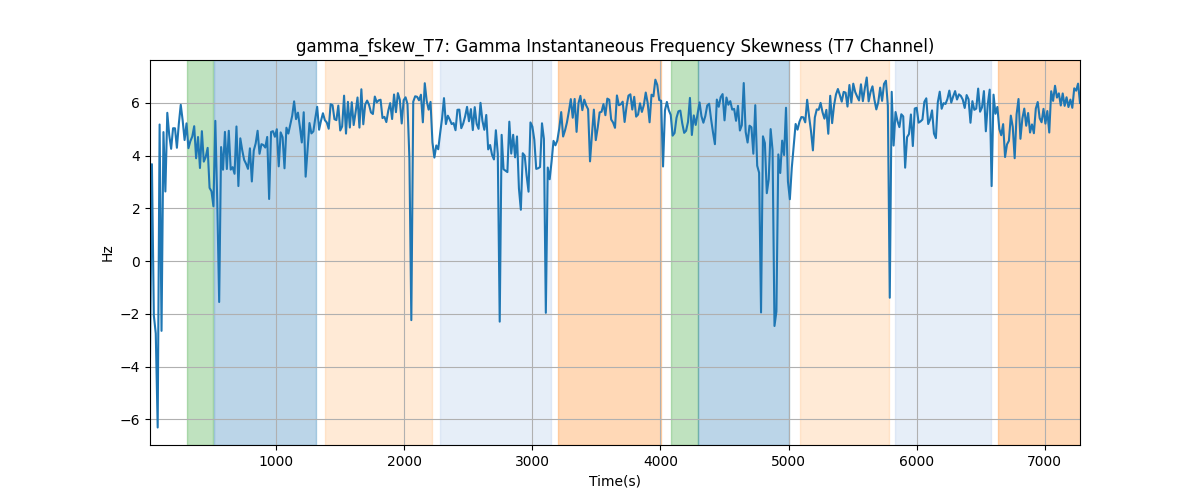 gamma_fskew_T7: Gamma Instantaneous Frequency Skewness (T7 Channel)
6
4
2
0
−2
−4
−6
Hz
1000 2000 3000 4000 5000 6000 7000
Time(s)